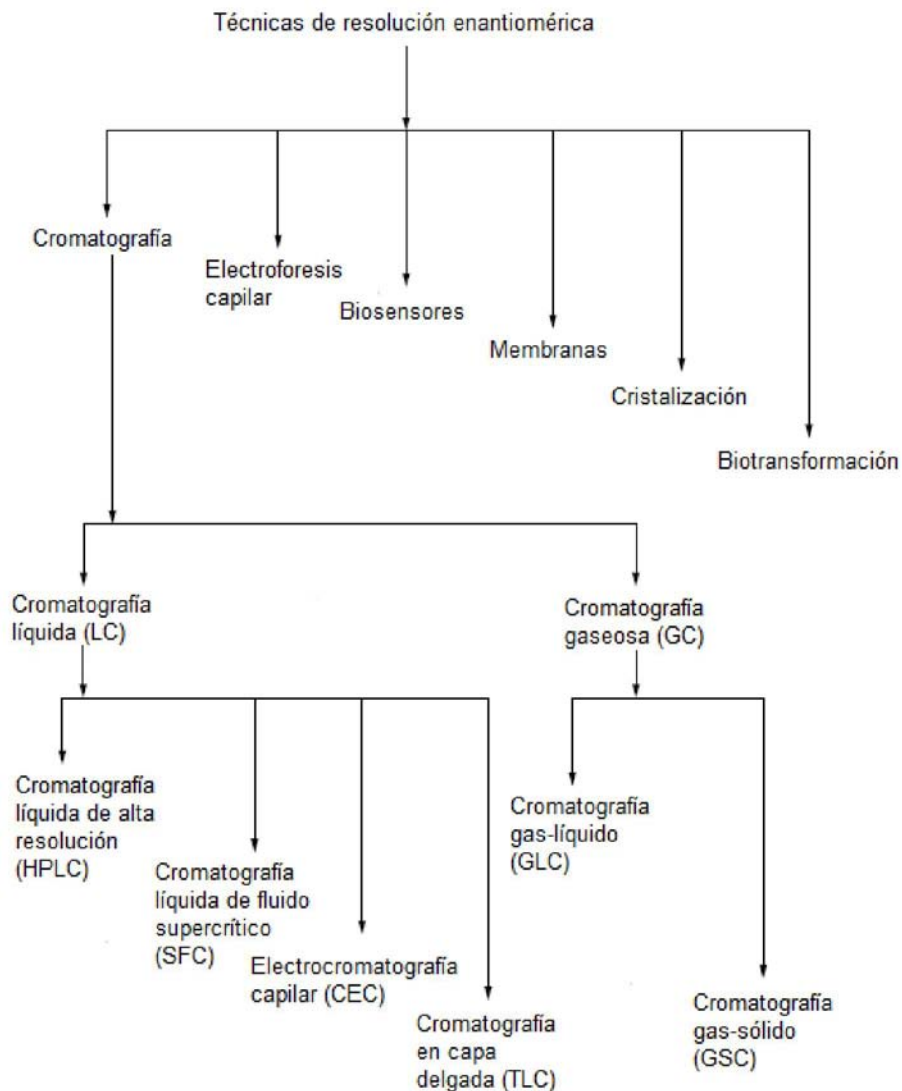 Técnicas de resolución enantiomérica
Cromatografía
Electroforesis
capilar
Biosensores
Membranas
Cristalización
Biotransformación
Cromatografía
líquida (LC)
Cromatografía
gaseosa (GC)
Cromatografía
líquida de alta
resolución
(HPLC)
Cromatografía
líquida de fluido
supercrítico
(SFC)
Electrocromatografía
capilar (CEC)
Cromatografía
en capa
delgada (TLC)
Cromatografía
gas-líquido
(GLC)
Cromatografía
gas-sólido
(GSC)